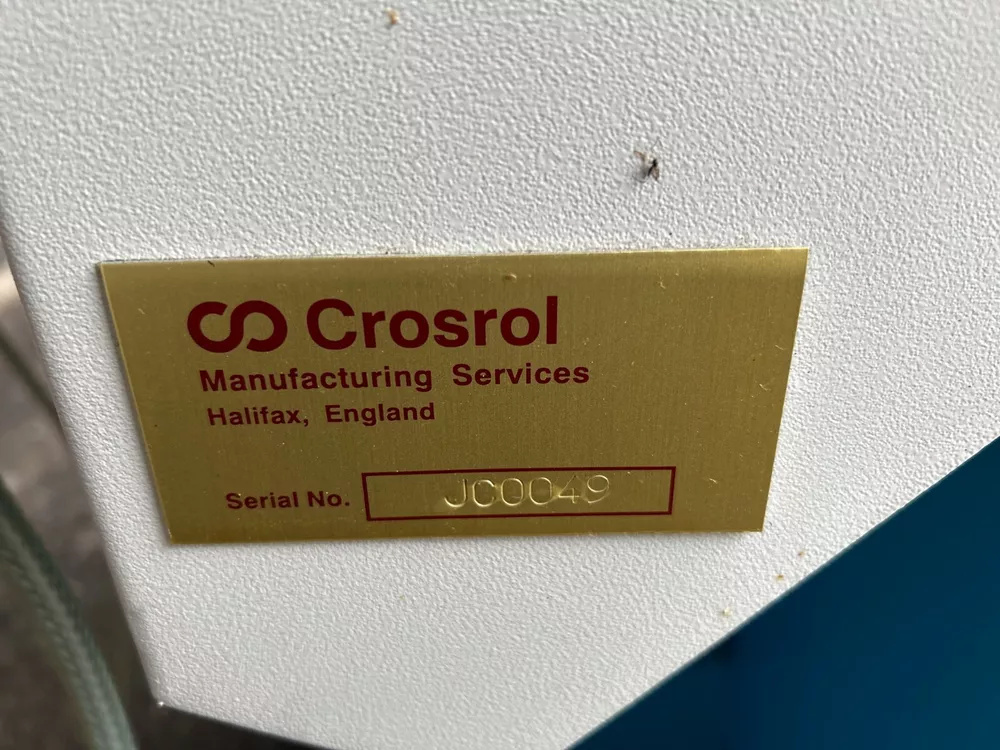 Crosrol
Manufacturing Services
Halifax, England
Serial No. JC0049